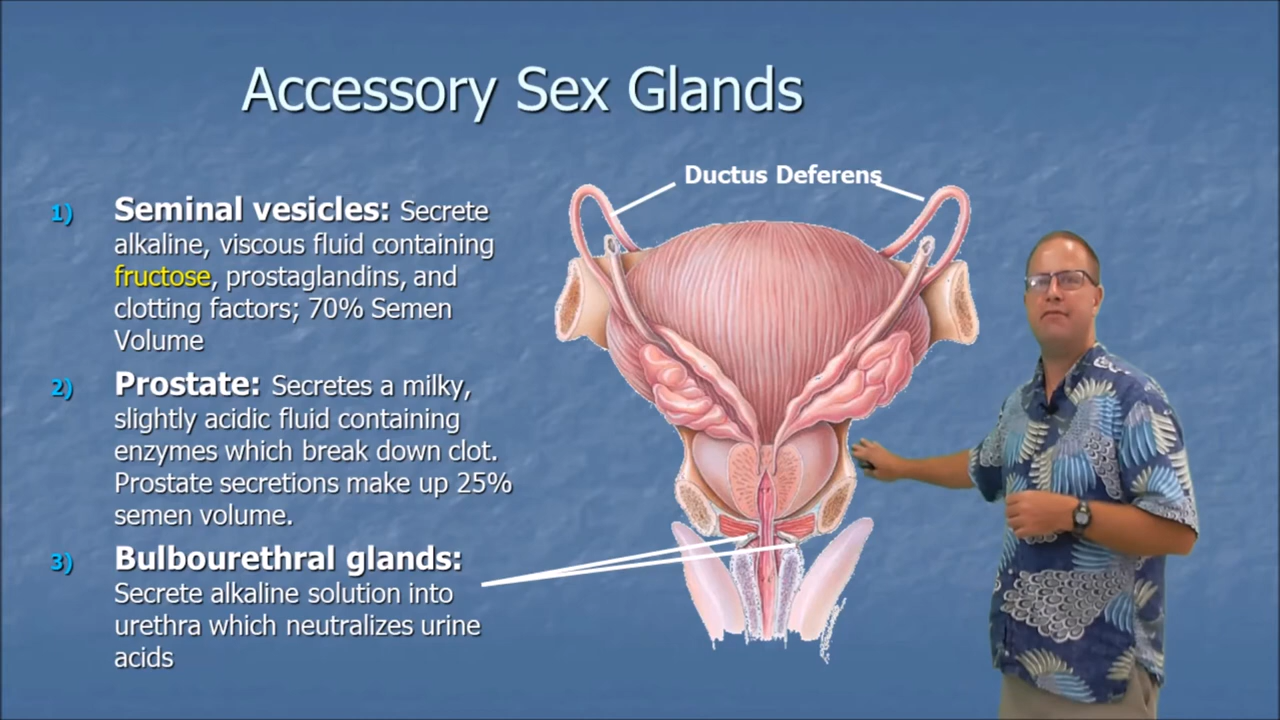 Accessory Sex Glands
Ductus Deferens
1) Seminal vesicles: Secrete
alkaline, viscous fluid containing
fructose, prostaglandins, and
clotting factors; 70% Semen
Volume
2) Prostate: Secretes a milky,
slightly acidic fluid containing
enzymes which break down clot.
Prostate secretions make up 25%
semen volume.
3) Bulbourethral glands:
Secrete alkaline solution into
urethra which neutralizes urine
acids